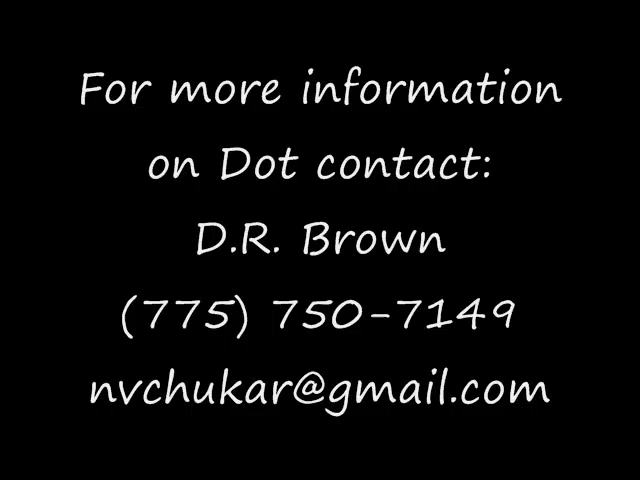 For more information
on Dot contact:
D.R. Brown
(775) 750-7149
nvchukar@gmail.com